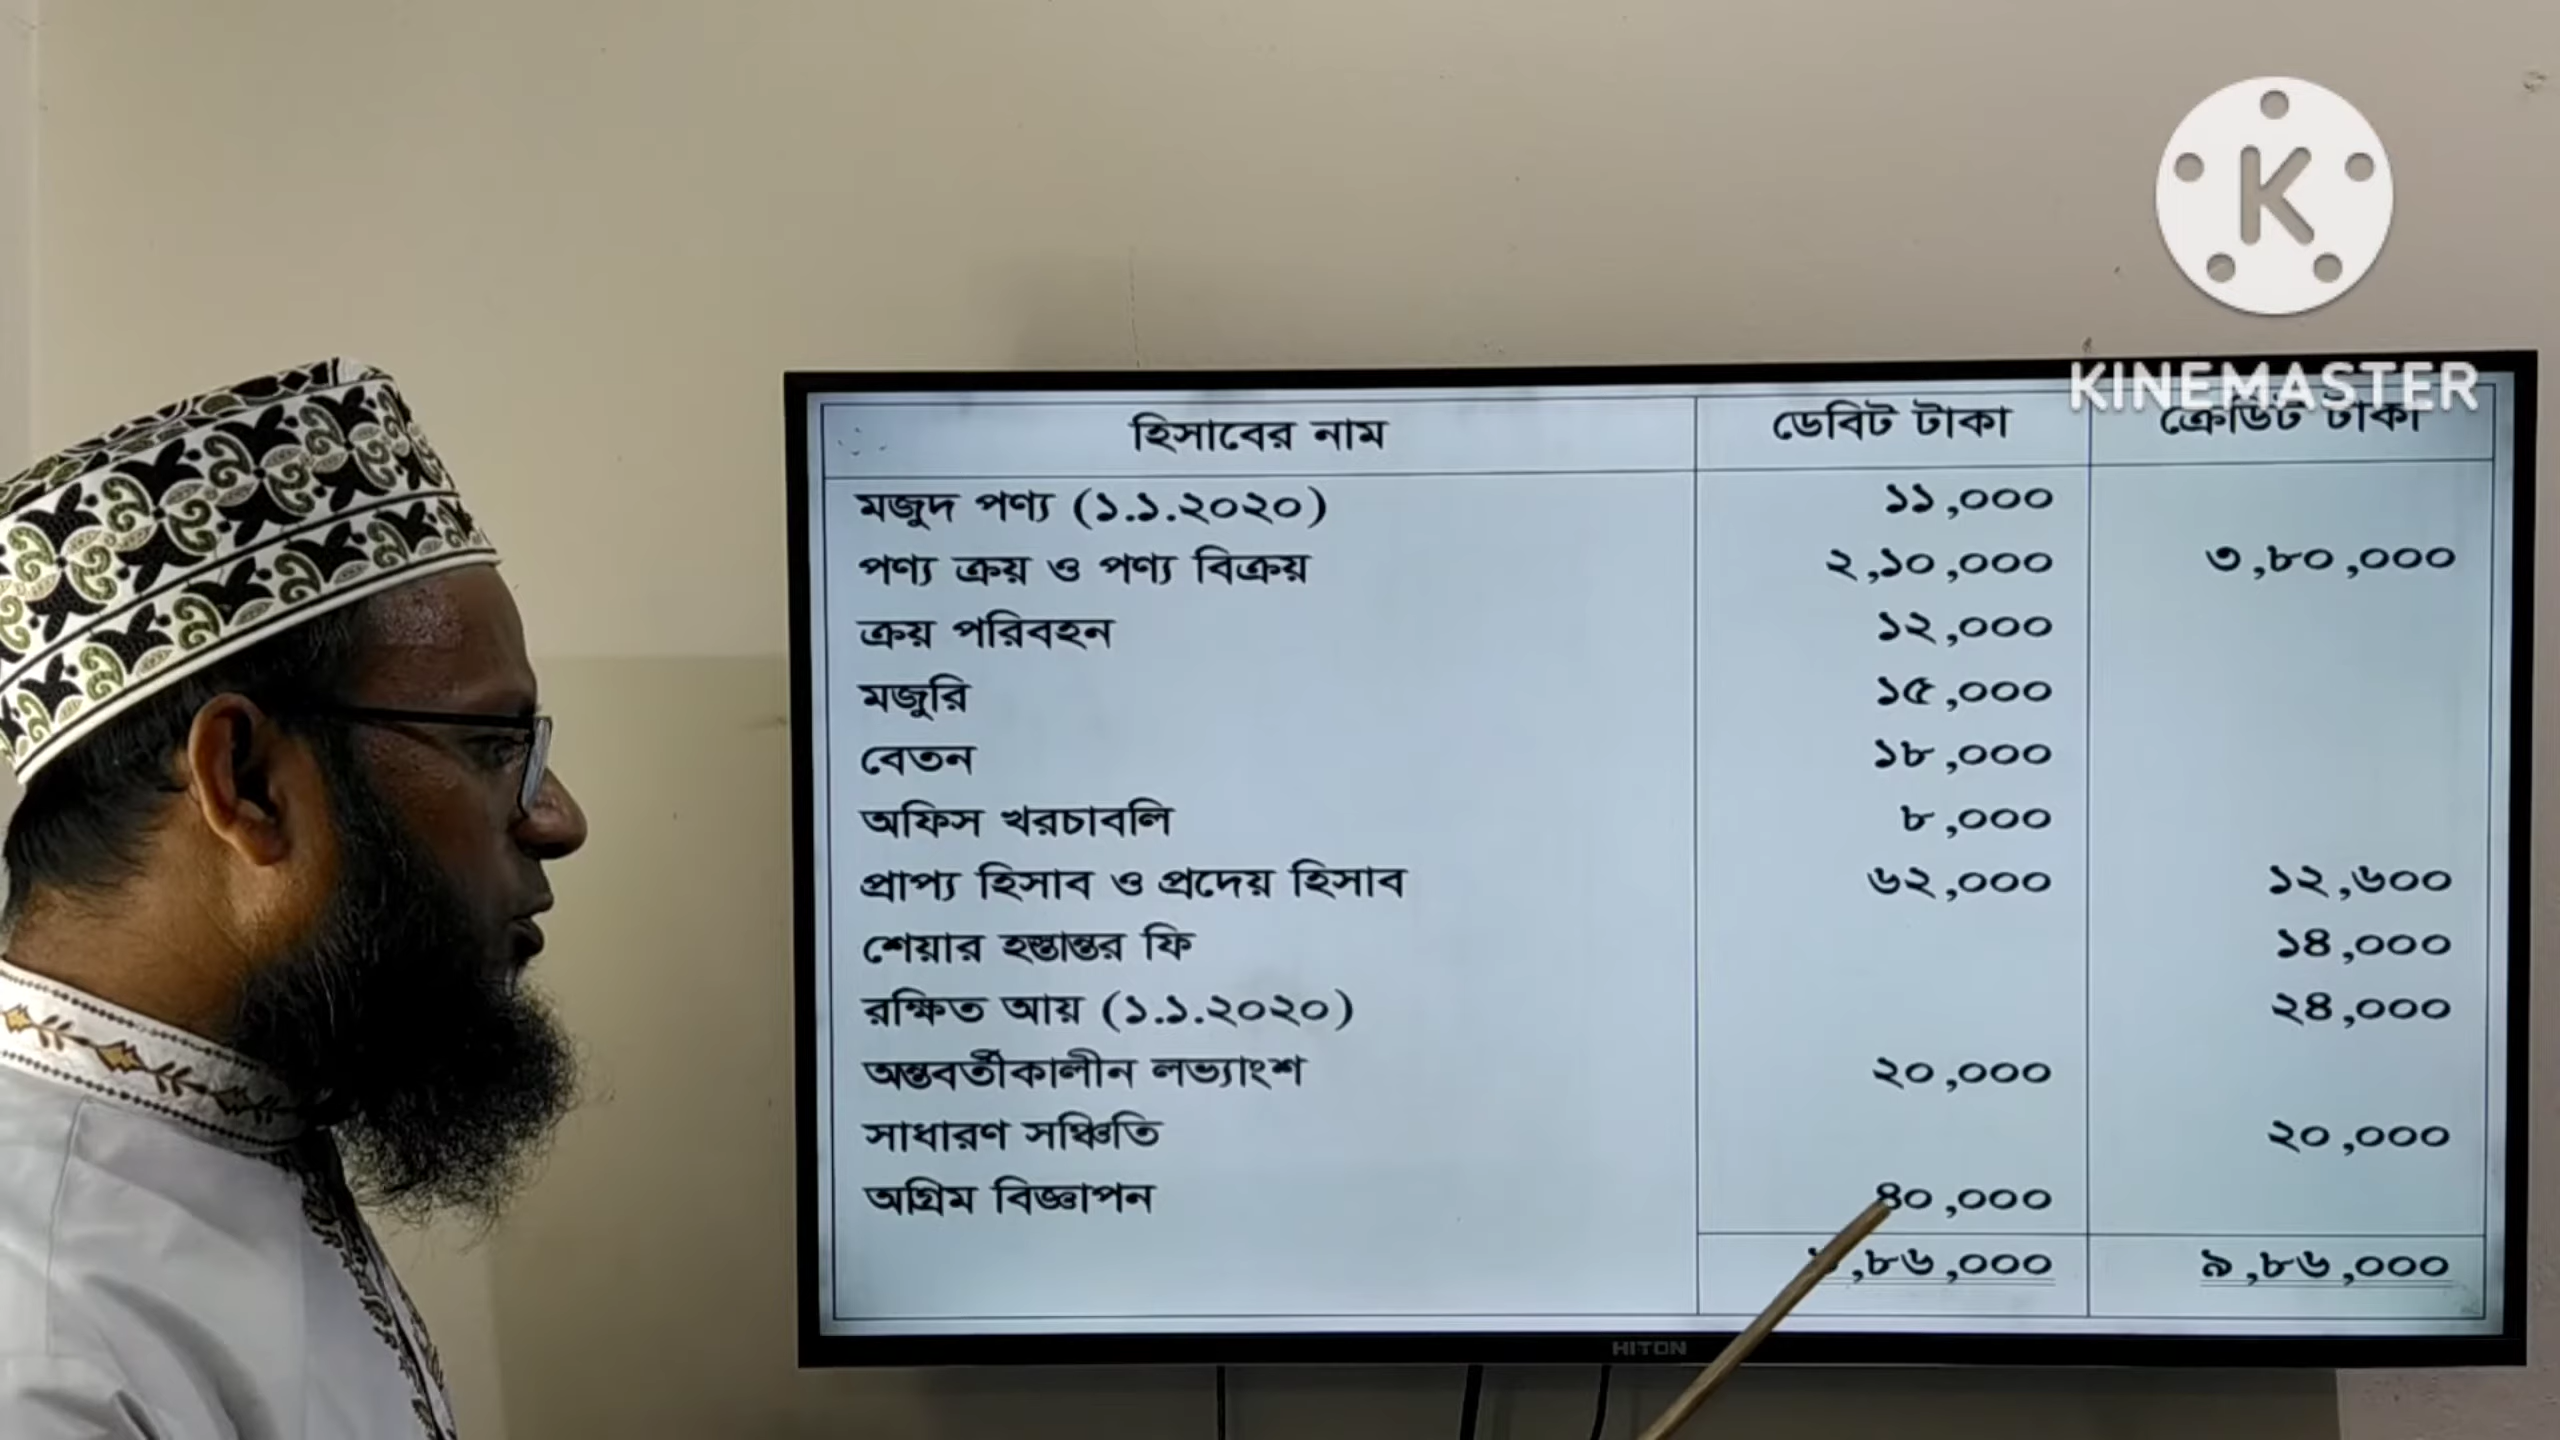 K
KINEMASTER
হিসাবের নাম ডেবিট টাকা ক্রেডিট টাকা
মজুদ পণ্য (১.১.২০২০) ১১,০০০
পণ্য ক্রয় ও পণ্য বিক্রয় ২,১০,০০০ ৩,৮০,০০০
ক্রয় পরিবহন ১২,০০০
মজুরি ১৫,০০০
বেতন ১৮,০০০
অফিস খরচাবলি ৮,০০০
প্রাপ্য হিসাব ও প্রদেয় হিসাব ৬২,০০০ ১২,৬০০
শেয়ার হস্তান্তর ফি ১৪,০০০
রক্ষিত আয় (১.১.২০২০) ২৪,০০০
অন্তবর্তীকালীন লভ্যাংশ ২০,০০০
সাধারণ সঞ্চিতি ২০,০০০
অগ্রিম বিজ্ঞাপন ৪০,০০০
৯,৮৬,০০০
HITON